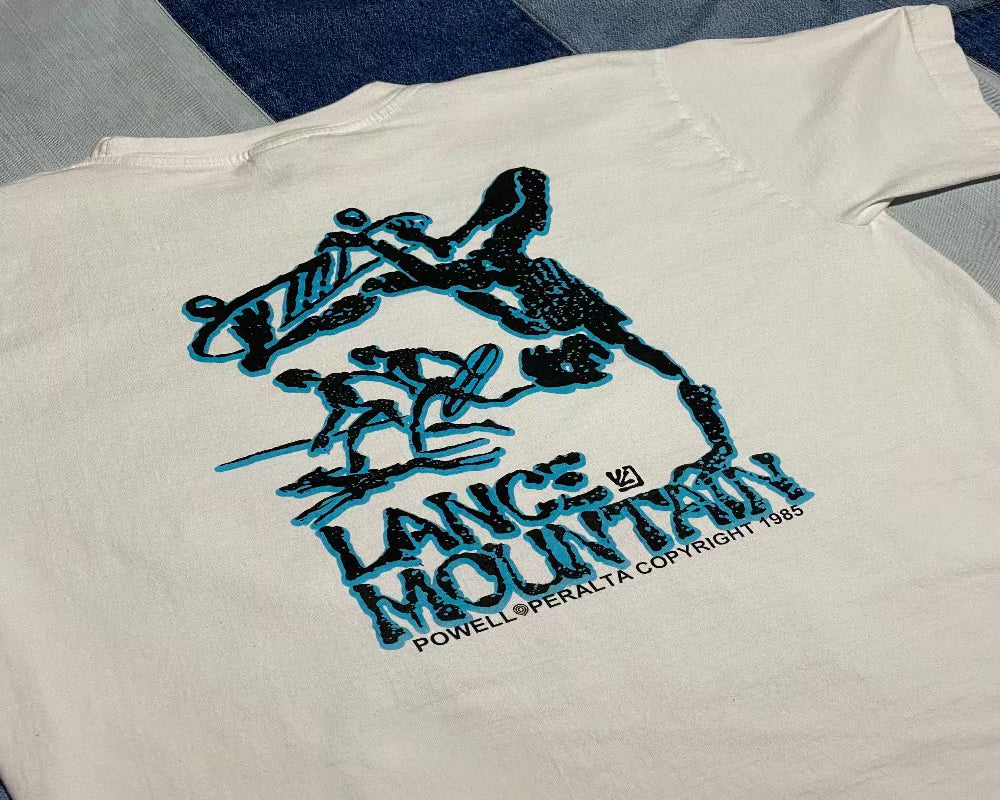 LANCE
MOUNTAIN
POWELL PERALTA COPYRIGHT 1985